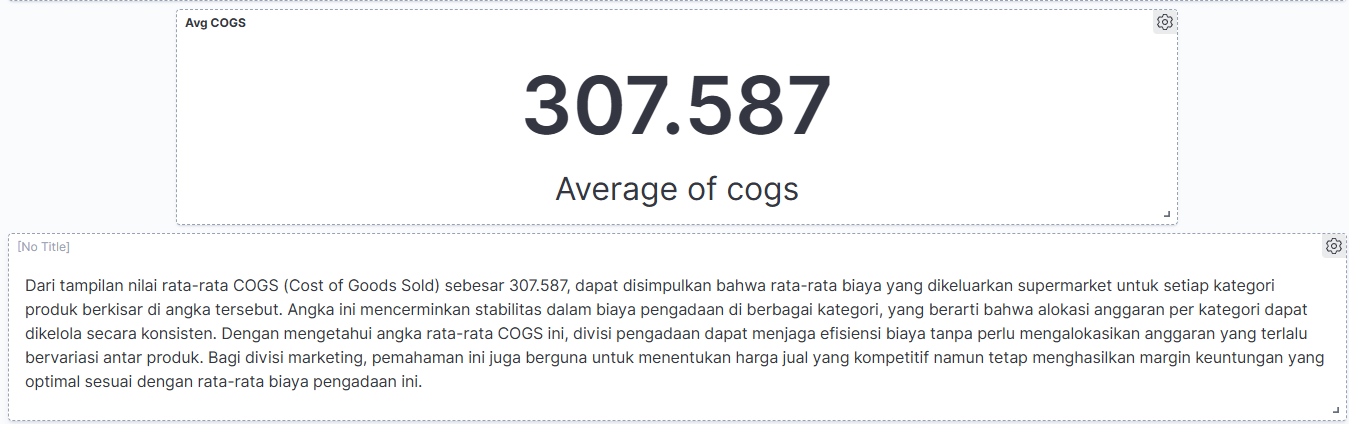 Avg COGS
307.587
Average of cogs
[No Title]
Dari tampilan nilai rata-rata COGS (Cost of Goods Sold) sebesar 307.587, dapat disimpulkan bahwa rata-rata biaya yang dikeluarkan supermarket untuk setiap kategori
produk berkisar di angka tersebut. Angka ini mencerminkan stabilitas dalam biaya pengadaan di berbagai kategori, yang berarti bahwa alokasi anggaran per kategori dapat
dikelola secara konsisten. Dengan mengetahui angka rata-rata COGS ini, divisi pengadaan dapat menjaga efisiensi biaya tanpa perlu mengalokasikan anggaran yang terlalu
bervariasi antar produk. Bagi divisi marketing, pemahaman ini juga berguna untuk menentukan harga jual yang kompetitif namun tetap menghasilkan margin keuntungan yang
optimal sesuai dengan rata-rata biaya pengadaan ini.